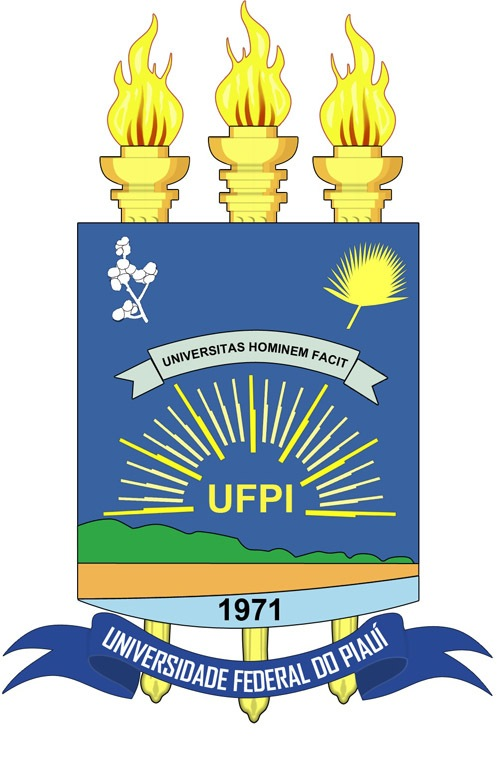 UNIVERSITAS HOMINEM FACIT
UFPI
1971
UNIVERSIDADE FEDERAL DO PIAUÍ